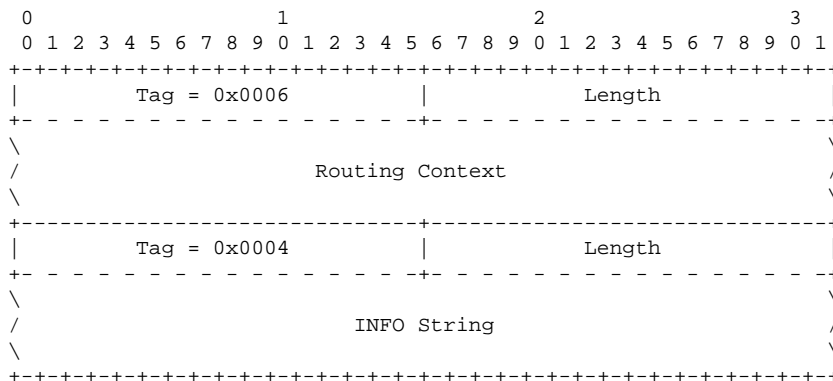 0                   1                   2                   3
0 1 2 3 4 5 6 7 8 9 0 1 2 3 4 5 6 7 8 9 0 1 2 3 4 5 6 7 8 9 0 1
+-+-+-+-+-+-+-+-+-+-+-+-+-+-+-+-+-+-+-+-+-+-+-+-+-+-+-+-+-+-+-+-
|         Tag = 0x0006          |            Length             |
+- - - - - - - - - - - - - - - -+- - - - - - - - - - - - - - - -+
\                                                               \
/                       Routing Context                         /
\                                                               \
+-------------------------------+--------------------------------
|         Tag = 0x0004          |            Length             |
+- - - - - - - - - - - - - - - -+- - - - - - - - - - - - - - - -+
\                                                               \
/                          INFO String                          /
\                                                               \
+-+-+-+-+-+-+-+-+-+-+-+-+-+-+-+-+-+-+-+-+-+-+-+-+-+-+-+-+-+-+-+-